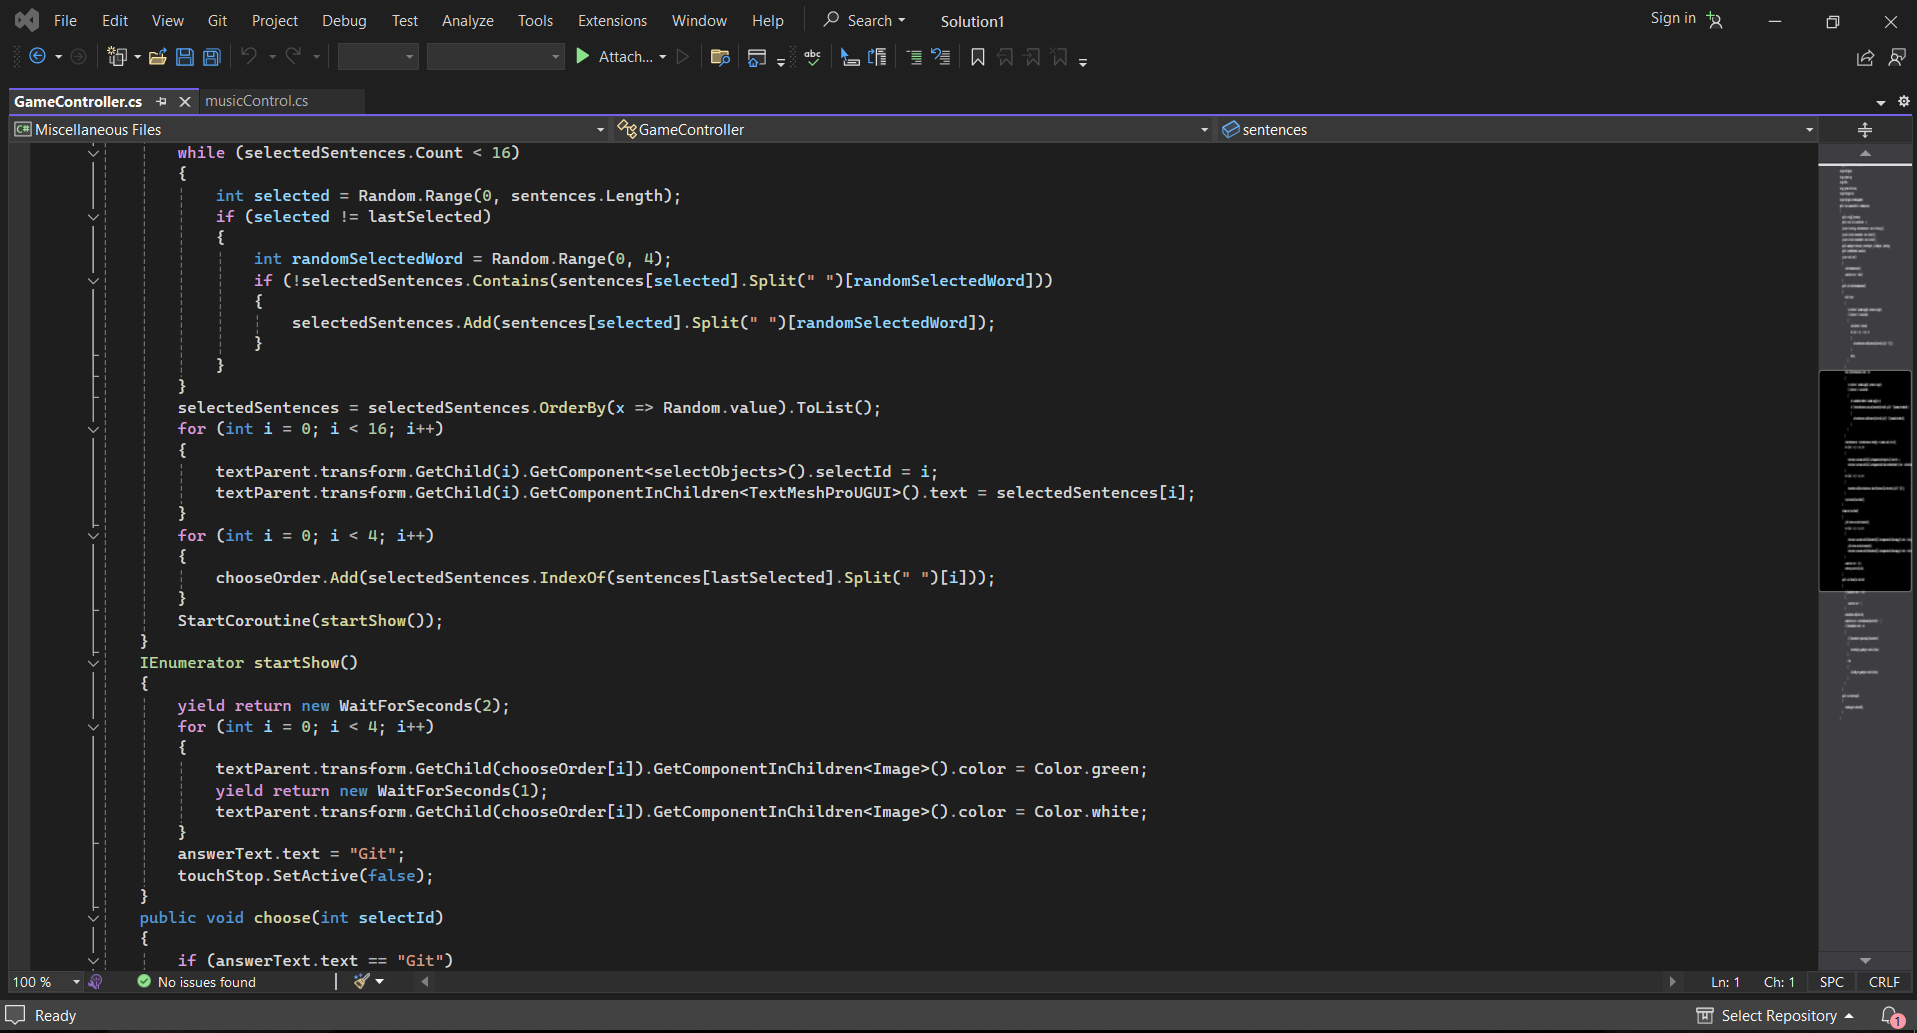 File Edit View Git Project Debug Test Analyze Tools Extensions Window Help Search Solution1 Sign in
Attach...
GameController.cs musicControl.cs
C# Miscellaneous Files GameController sentences
while (selectedSentences.Count < 16)
{
int selected = Random.Range(0, sentences.Length);
if (selected != lastSelected)
{
int randomSelectedWord = Random.Range(0, 4);
if (!selectedSentences.Contains(sentences[selected].Split(" ")[randomSelectedWord]))
{
selectedSentences.Add(sentences[selected].Split(" ")[randomSelectedWord]);
}
}
}
selectedSentences = selectedSentences.OrderBy(x => Random.value).ToList();
for (int i = 0; i < 16; i++)
{
textParent.transform.GetChild(i).GetComponent<selectObjects>().selectId = i;
textParent.transform.GetChild(i).GetComponentInChildren<TextMeshProUGUI>().text = selectedSentences[i];
}
for (int i = 0; i < 4; i++)
{
chooseOrder.Add(selectedSentences.IndexOf(sentences[lastSelected].Split(" ")[i]));
}
StartCoroutine(startShow());
}
IEnumerator startShow()
{
yield return new WaitForSeconds(2);
for (int i = 0; i < 4; i++)
{
textParent.transform.GetChild(chooseOrder[i]).GetComponentInChildren<Image>().color = Color.green;
yield return new WaitForSeconds(1);
textParent.transform.GetChild(chooseOrder[i]).GetComponentInChildren<Image>().color = Color.white;
}
answerText.text = "Git";
touchStop.SetActive(false);
}
public void choose(int selectId)
{
if (answerText.text == "Git")
100 % No issues found Ln: 1 Ch: 1 SPC CRLF
Ready Select Repository 1